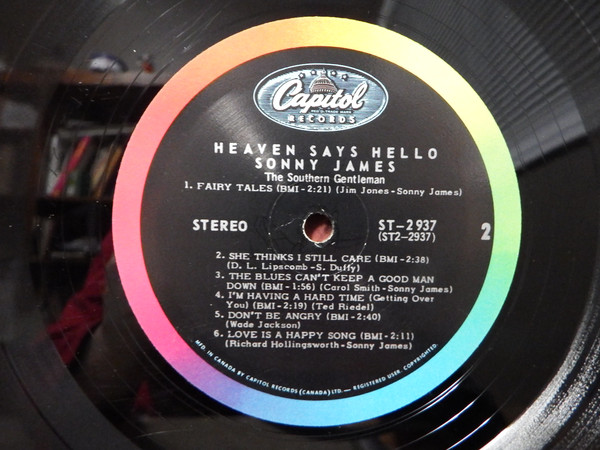 Capitol
RECORDS
HEAVEN SAYS HELLO
SONNY JAMES
The Southern Gentleman
1. FAIRY TALES (BMI-2:21) (Jim Jones-Sonny James)
STEREO
ST-2937
(ST2-2937)
2
2. SHE THINKS I STILL CARE (BMI-2:38)
(D. L. Lipscomb-S. Duffy)
3. THE BLUES CAN'T KEEP A GOOD MAN
DOWN (BMI-1:56) (Carol Smith-Sonny James)
4. I'M HAVING A HARD TIME (Getting Over
You) (BMI-2:19) (Ted Riedel)
5. DON'T BE ANGRY (BMI-2:40)
(Wade Jackson)
6. LOVE IS A HAPPY SONG (BMI-2:11)
(Richard Hollingsworth-Sonny James)
MFD. IN CANADA BY CAPITOL RECORDS (CANADA) LTD. — REGISTERED USER. COPYRIGHTED.